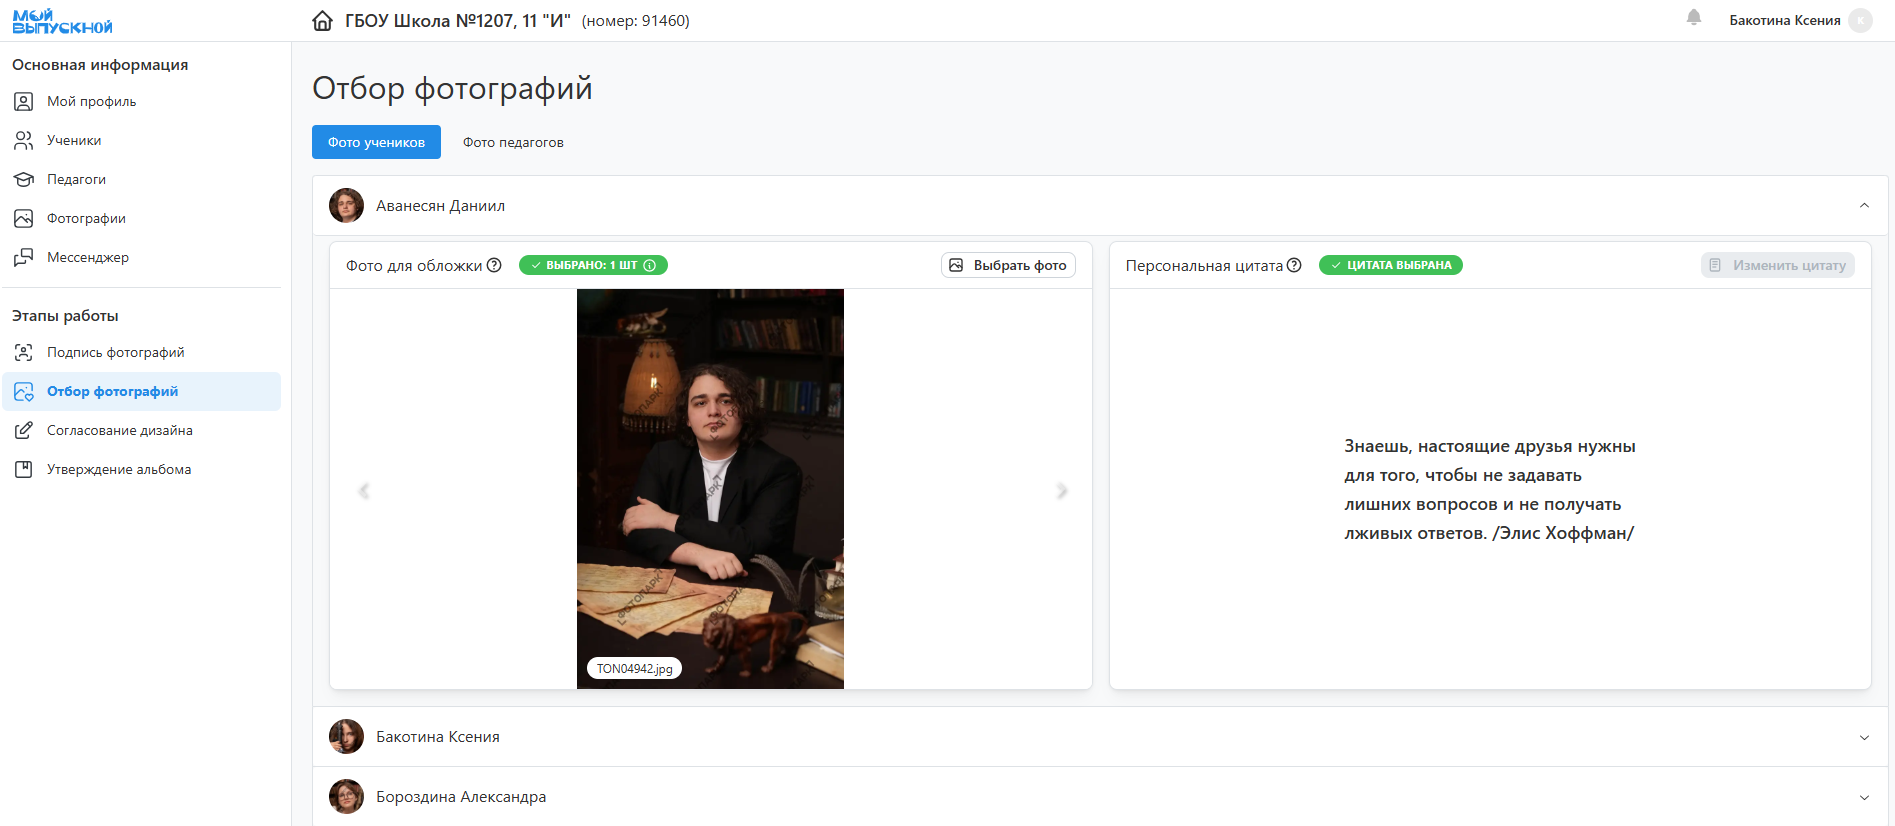 МОЙ
ВЫПУСКНОЙ
ГБОУ Школа №1207, 11 "И" (номер: 91460)
Бакотина Ксения
К
Основная информация
Мой профиль
Ученики
Педагоги
Фотографии
Мессенджер
Этапы работы
Подпись фотографий
Отбор фотографий
Согласование дизайна
Утверждение альбома
Отбор фотографий
Фото учеников
Фото педагогов
Аванесян Даниил
Фото для обложки
ВЫБРАНО: 1 ШТ
Выбрать фото
ФОТОПАРК
ФОТОПАРК
TON04942.jpg
Персональная цитата
ЦИТАТА ВЫБРАНА
Изменить цитату
Знаешь, настоящие друзья нужны
для того, чтобы не задавать
лишних вопросов и не получать
лживых ответов. /Элис Хоффман/
Бакотина Ксения
Бороздина Александра